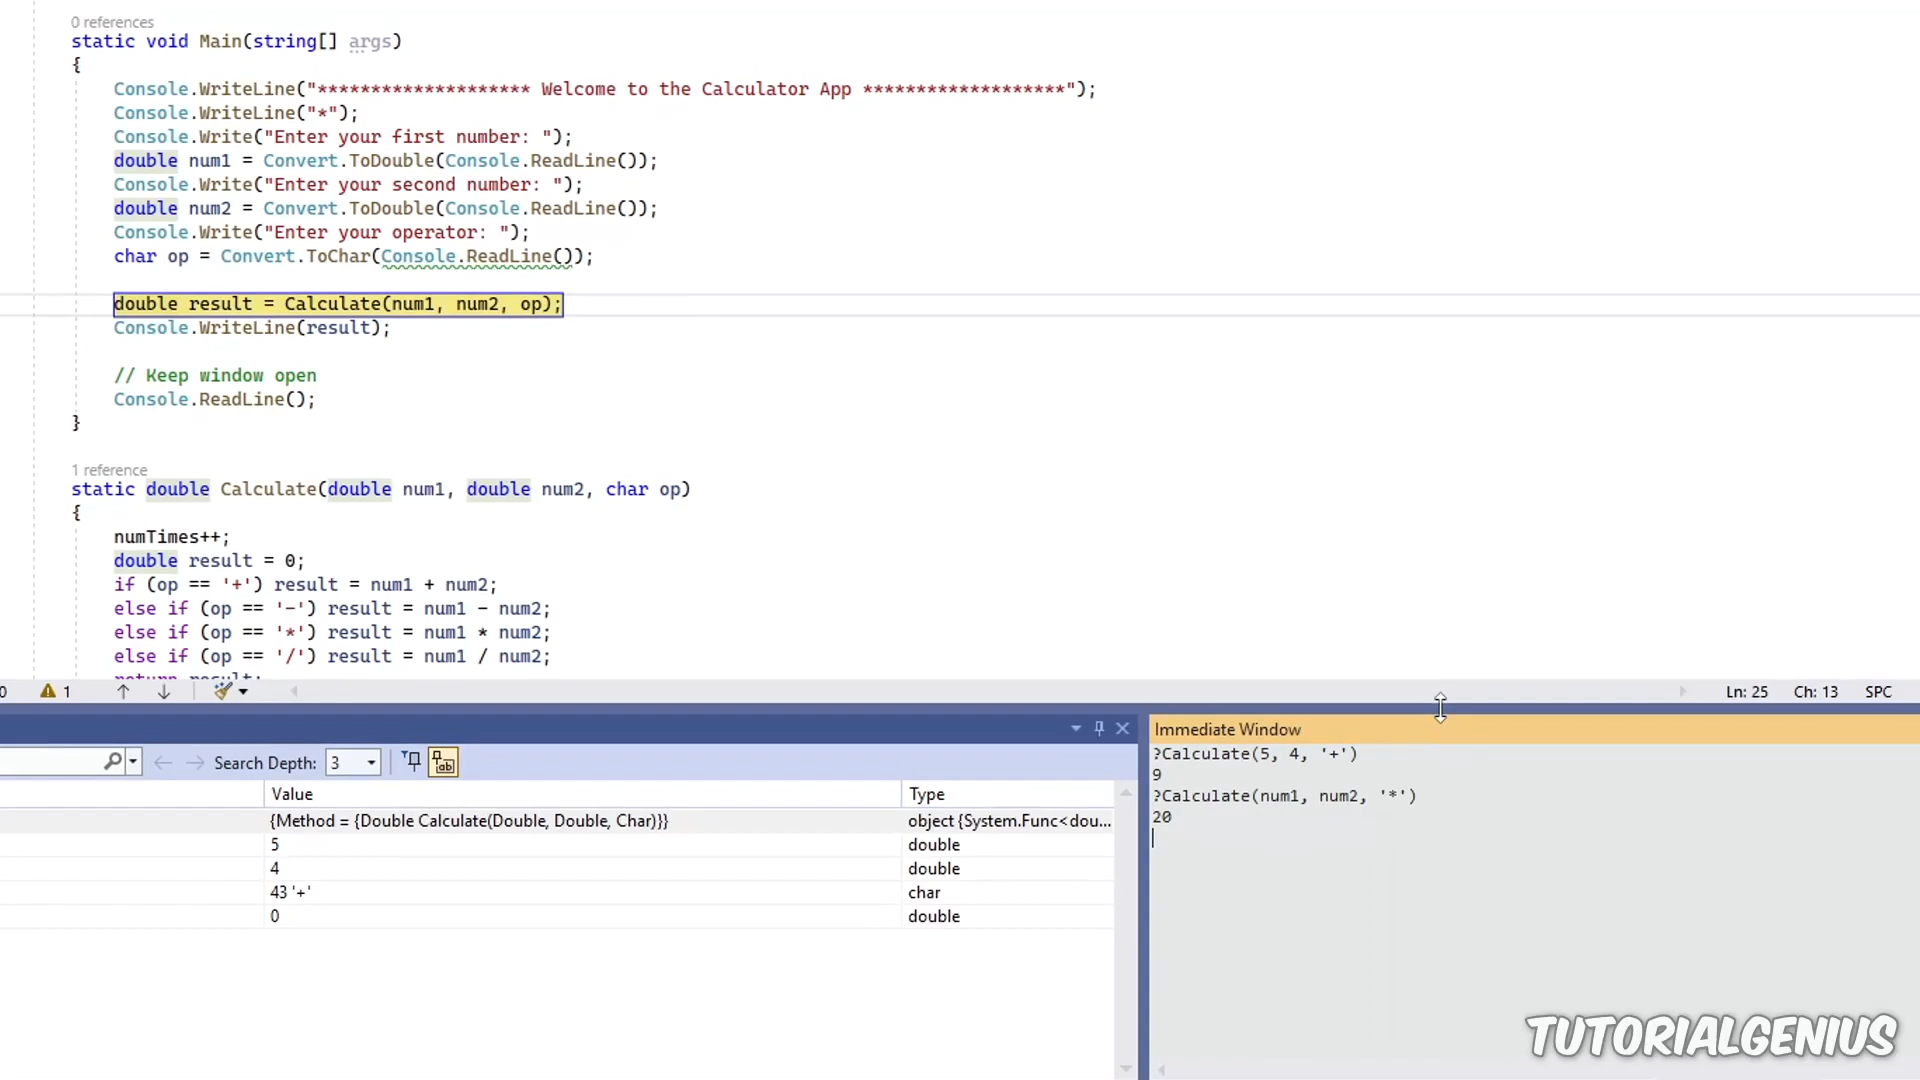 0 references
static void Main(string[] args)
{
Console.WriteLine("******************** Welcome to the Calculator App *******************");
Console.WriteLine("*");
Console.Write("Enter your first number: ");
double num1 = Convert.ToDouble(Console.ReadLine());
Console.Write("Enter your second number: ");
double num2 = Convert.ToDouble(Console.ReadLine());
Console.Write("Enter your operator: ");
char op = Convert.ToChar(Console.ReadLine());
double result = Calculate(num1, num2, op);
Console.WriteLine(result);
// Keep window open
Console.ReadLine();
}
1 reference
static double Calculate(double num1, double num2, char op)
{
numTimes++;
double result = 0;
if (op == '+') result = num1 + num2;
else if (op == '-') result = num1 - num2;
else if (op == '*') result = num1 * num2;
else if (op == '/') result = num1 / num2;
return result;
0 1 Ln: 25 Ch: 13 SPC
Search Depth: 3
Value Type
{Method = {Double Calculate(Double, Double, Char)}} object {System.Func<dou...
5 double
4 double
43 '+' char
0 double
Immediate Window
?Calculate(5, 4, '+')
9
?Calculate(num1, num2, '*')
20
TUTORIALGENIUS